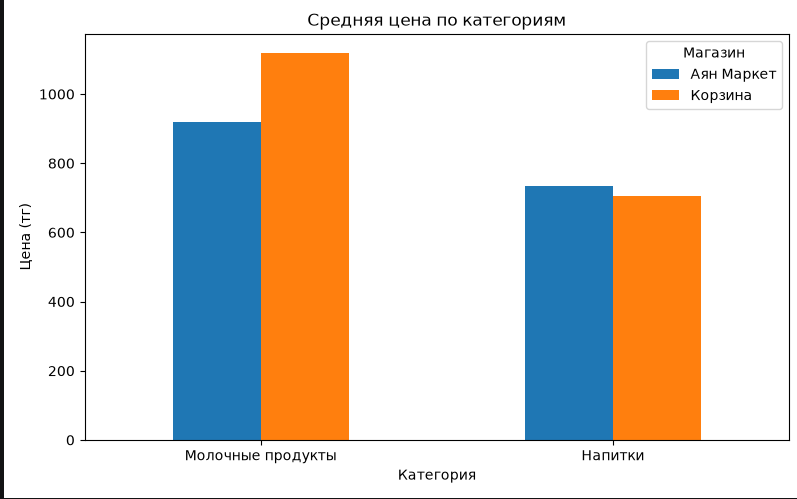 Средняя цена по категориям
Магазин
Аян Маркет
Корзина
Цена (тг)
1000
800
600
400
200
0
Молочные продукты
Напитки
Категория